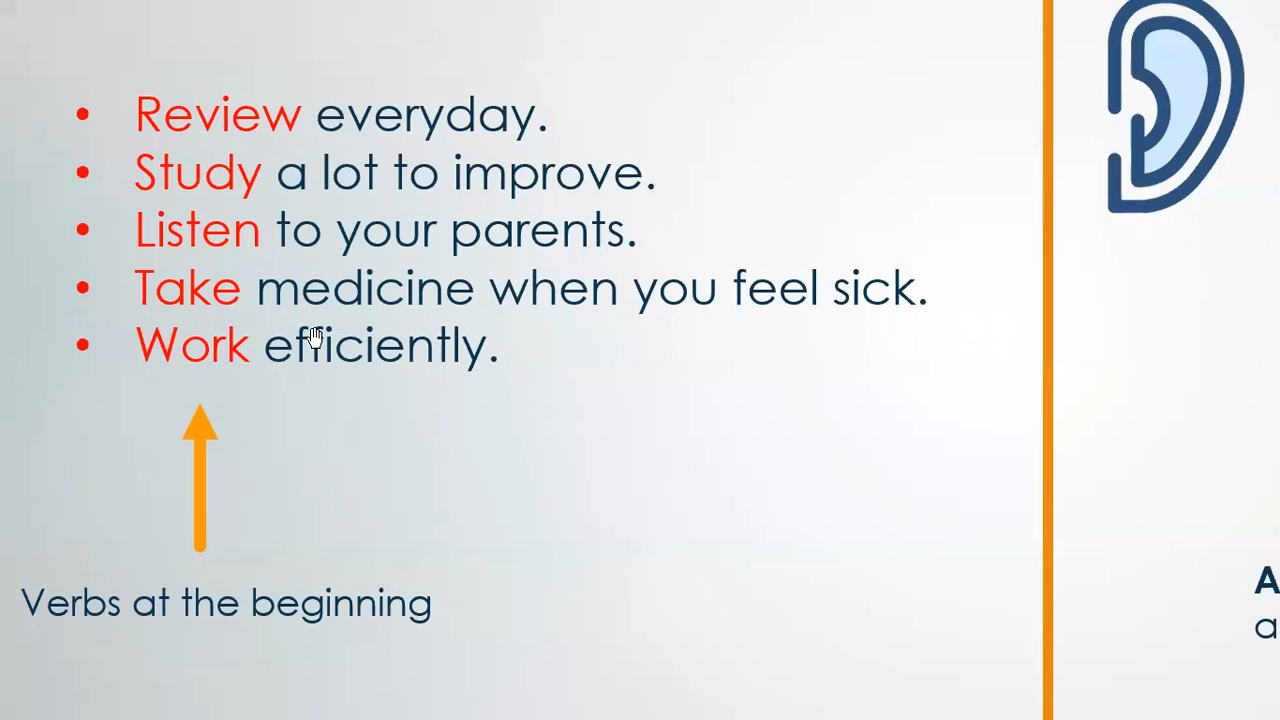 • Review everyday.
• Study a lot to improve.
• Listen to your parents.
• Take medicine when you feel sick.
• Work efficiently.
Verbs at the beginning
A
a